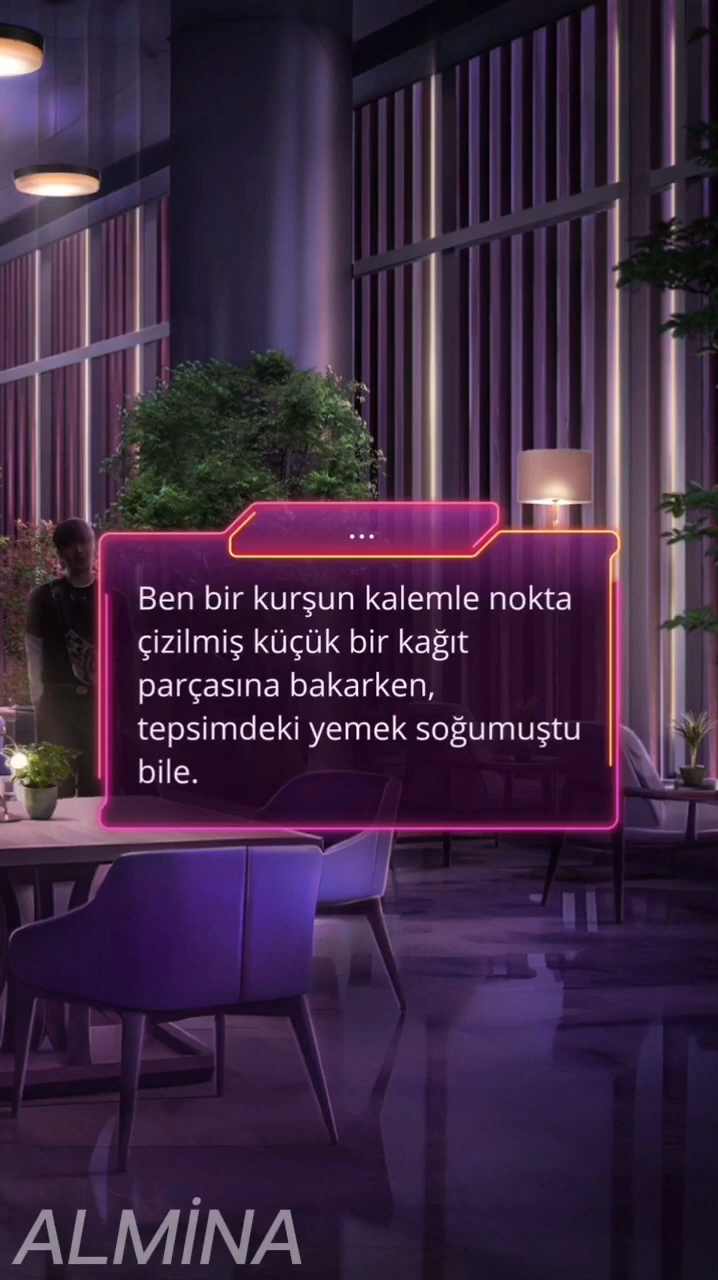 ...
Ben bir kurşun kalemle nokta
çizilmiş küçük bir kağıt
parçasına bakarken,
tepsimdeki yemek soğumuştu
bile.
ALMİNA